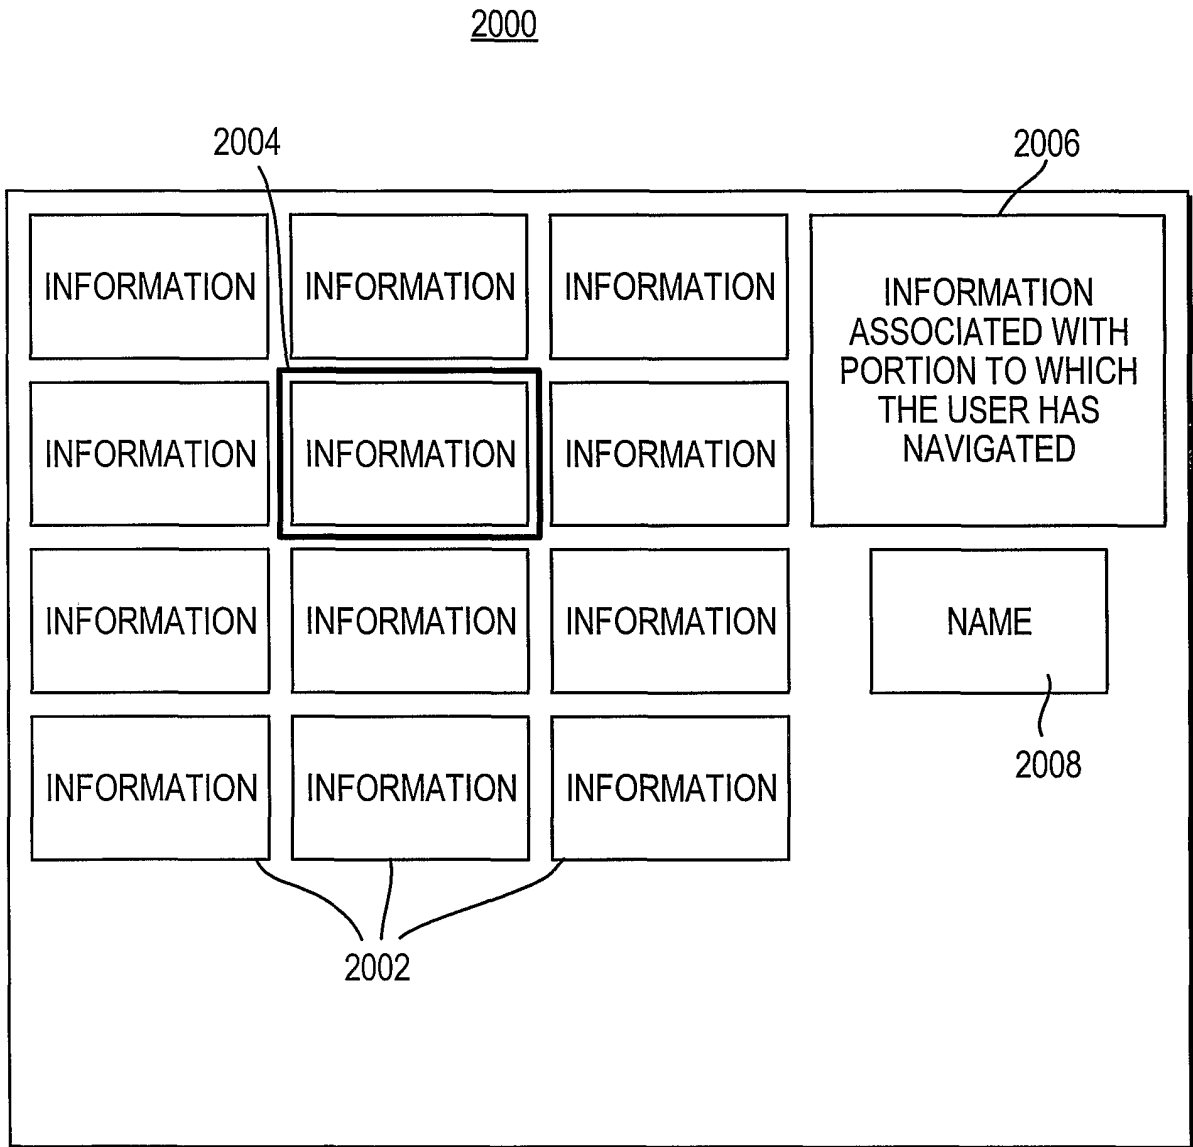 2000
2004
2006
INFORMATION INFORMATION INFORMATION
INFORMATION
ASSOCIATED WITH
PORTION TO WHICH
THE USER HAS
NAVIGATED
INFORMATION INFORMATION INFORMATION
INFORMATION INFORMATION INFORMATION
NAME
2008
INFORMATION INFORMATION INFORMATION
2002